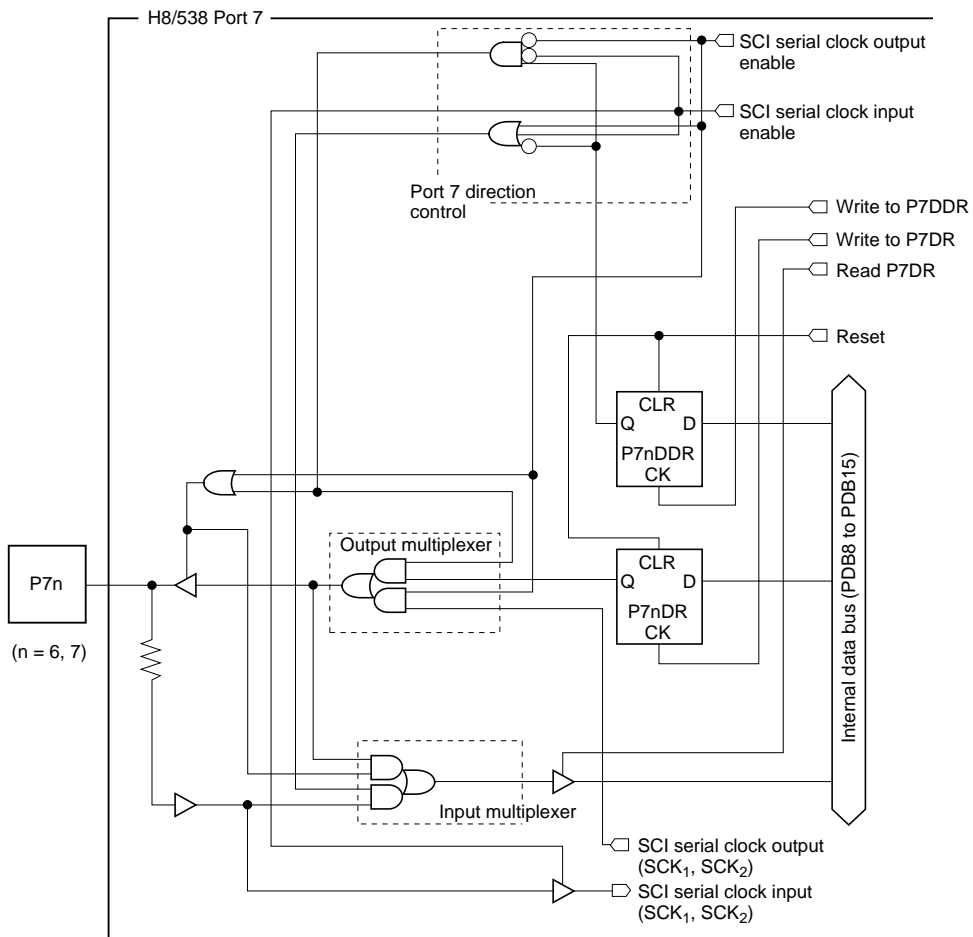 H8/538 Port 7
SCI serial clock output
enable
SCI serial clock input
enable
Port 7 direction
control
Write to P7DDR
Write to P7DR
Read P7DR
Reset
CLR
Q D
P7nDDR
CK
Output multiplexer
CLR
Q D
P7nDR
CK
P7n
(n = 6, 7)
Internal data bus (PDB8 to PDB15)
Input multiplexer
SCI serial clock output
(SCK₁, SCK₂)
SCI serial clock input
(SCK₁, SCK₂)